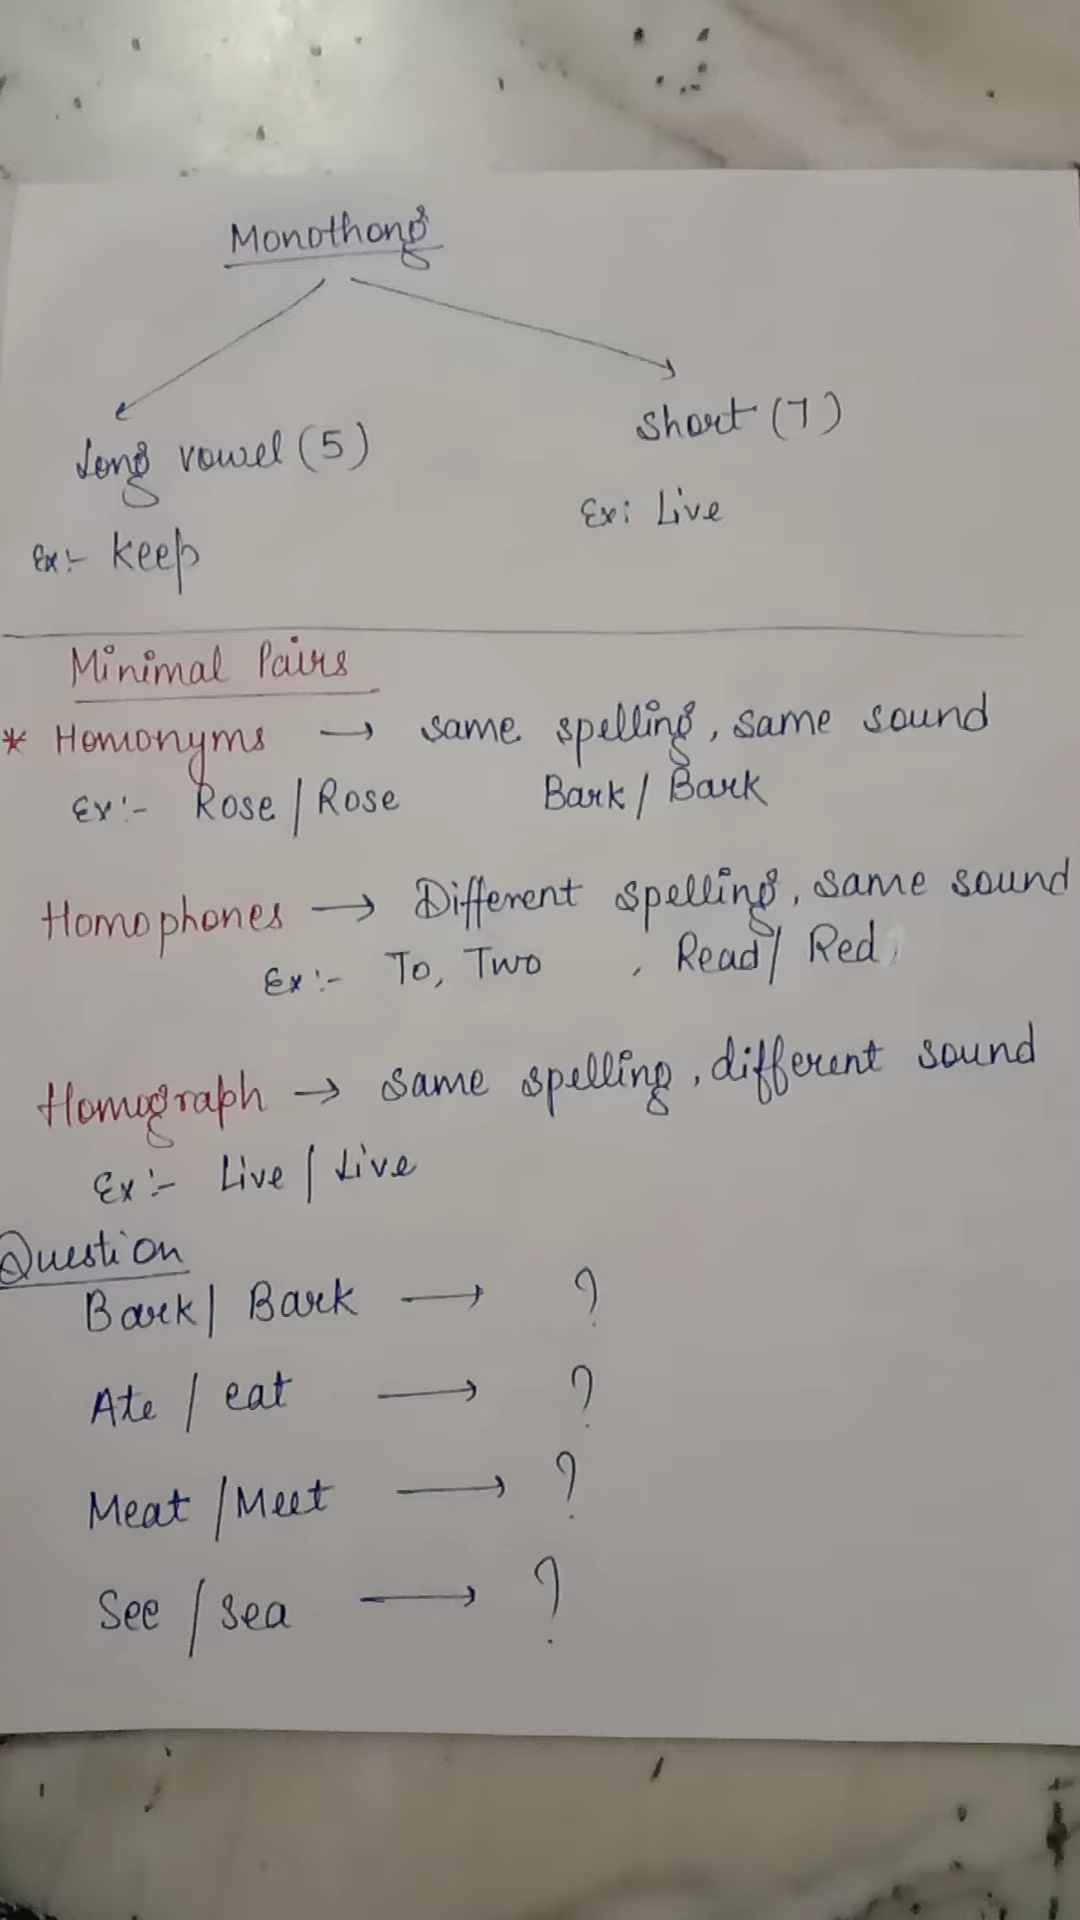 Monothong
Long vowel (5)
Short (7)
Ex:- Keep
Ex: Live
Minimal Pairs
* Homonyms → same spelling, same sound
Ex:- Rose / Rose Bark / Bark
Homophones → Different spelling, same sound
Ex:- To, Two , Read / Red
Homograph → same spelling, different sound
Ex:- Live / Live
Question
Bark / Bark → ?
Ate / eat → ?
Meat / Meet → ?
See / sea → ?